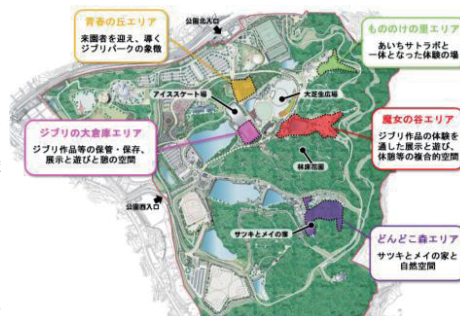 青春の丘エリア
来園者を迎え、導く
ジブリパークの象徴
公園北入口
もののけの里エリア
あいちサトラボと
一体となった体験の場
アイススケート場
大芝生広場
ジブリの大倉庫エリア
ジブリ作品等の保管・保存、
展示と遊びと憩の空間
魔女の谷エリア
ジブリ作品の体験を
通した展示と遊び、
休憩等の複合的空間
林床花園
公園西入口
サツキとメイの家
どんどこ森エリア
サツキとメイの家と
自然空間